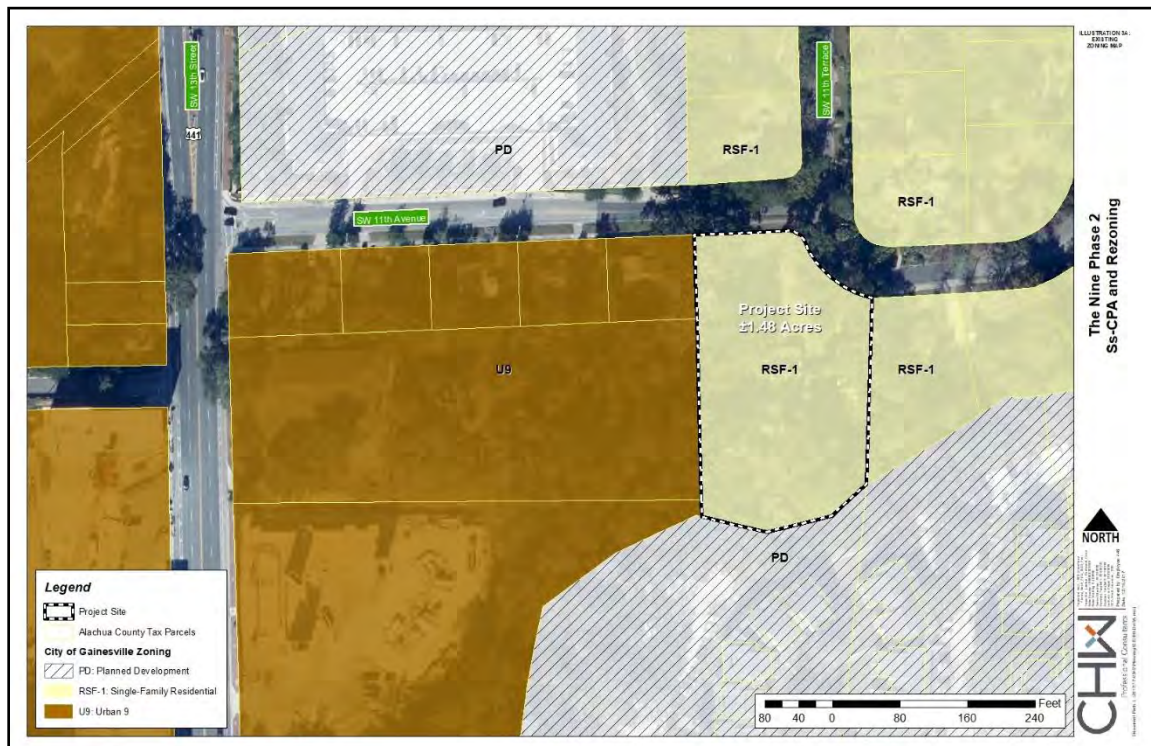 ILLUSTRATION 3A:
EXISTING
ZONING MAP
SW 13th Street
441
SW 11th Terrace
PD
RSF-1
RSF-1
SW 11th Avenue
The Nine Phase 2
Ss-CPA and Rezoning
Project Site
±1.48 Acres
U9
RSF-1
RSF-1
PD
NORTH
Legend
Project Site
Alachua County Tax Parcels
City of Gainesville Zoning
PD: Planned Development
RSF-1: Single-Family Residential
U9: Urban 9
Feet
80 40 0 80 160 240
CHW
Professional Consultants